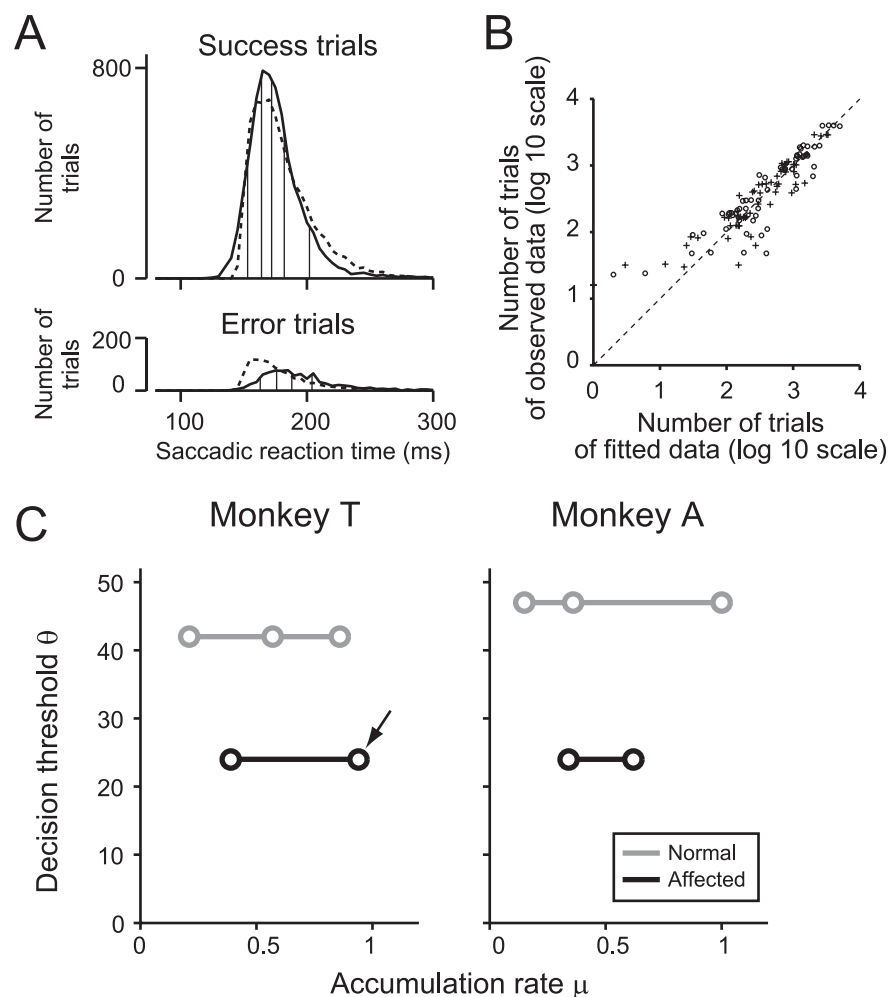 A
Success trials
Number of
trials
800
0
Error trials
Number of
trials
200
0
100
200
300
Saccadic reaction time (ms)
B
Number of trials
of observed data (log 10 scale)
4
3
2
1
0
0
1
2
3
4
Number of trials
of fitted data (log 10 scale)
C
Monkey T
Monkey A
Decision threshold θ
50
40
30
20
10
0
0
0.5
1
0
0.5
1
Normal
Affected
Accumulation rate μ